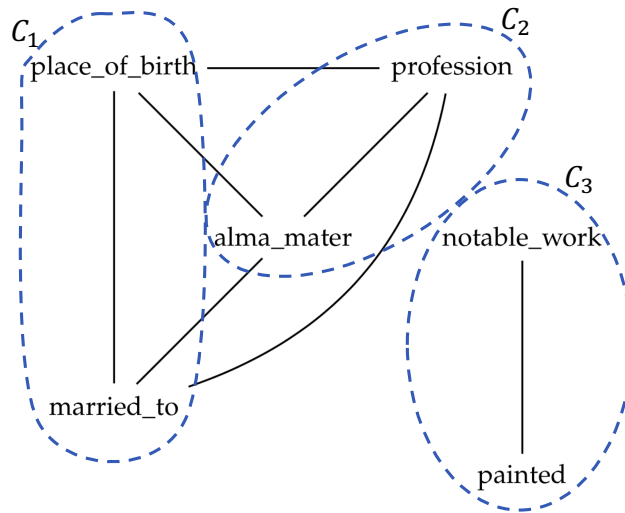 C₁
C₂
place_of_birth
profession
C₃
alma_mater
notable_work
married_to
painted